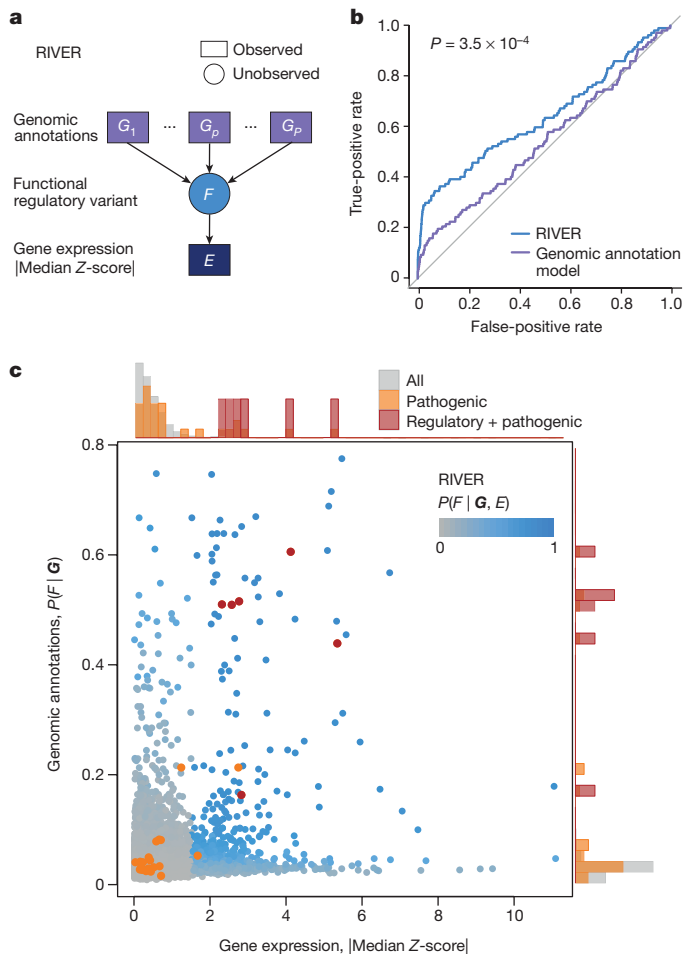 a
RIVER
Observed
Unobserved
Genomic
annotations
G1 ... Gp ... GP
Functional
regulatory variant
F
Gene expression
|Median Z-score|
E
b
P = 3.5 × 10⁻⁴
True-positive rate
1.0
0.8
0.6
0.4
0.2
0
RIVER
Genomic annotation
model
0 0.2 0.4 0.6 0.8 1.0
False-positive rate
c
All
Pathogenic
Regulatory + pathogenic
RIVER
P(F | G, E)
0 1
Genomic annotations, P(F | G)
0.8
0.6
0.4
0.2
0
0 2 4 6 8 10
Gene expression, |Median Z-score|